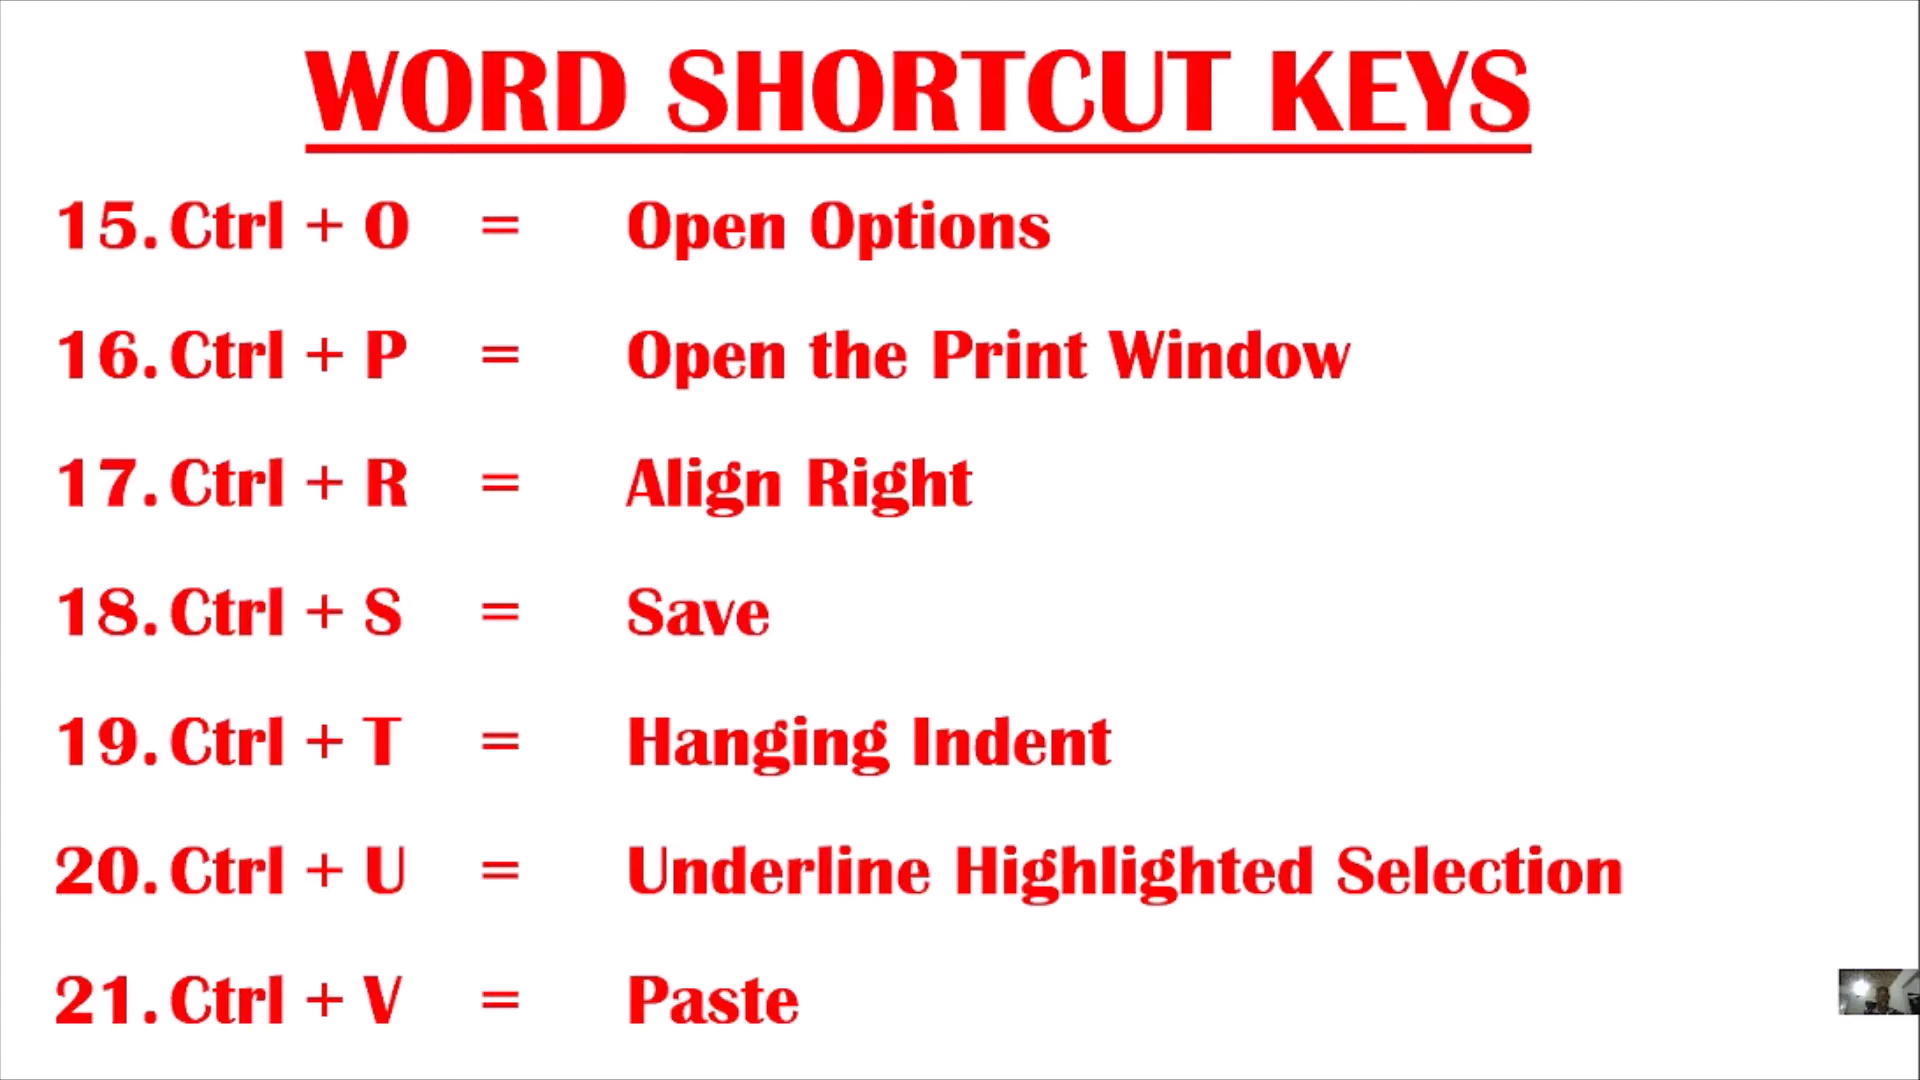 WORD SHORTCUT KEYS
15. Ctrl + O = Open Options
16. Ctrl + P = Open the Print Window
17. Ctrl + R = Align Right
18. Ctrl + S = Save
19. Ctrl + T = Hanging Indent
20. Ctrl + U = Underline Highlighted Selection
21. Ctrl + V = Paste